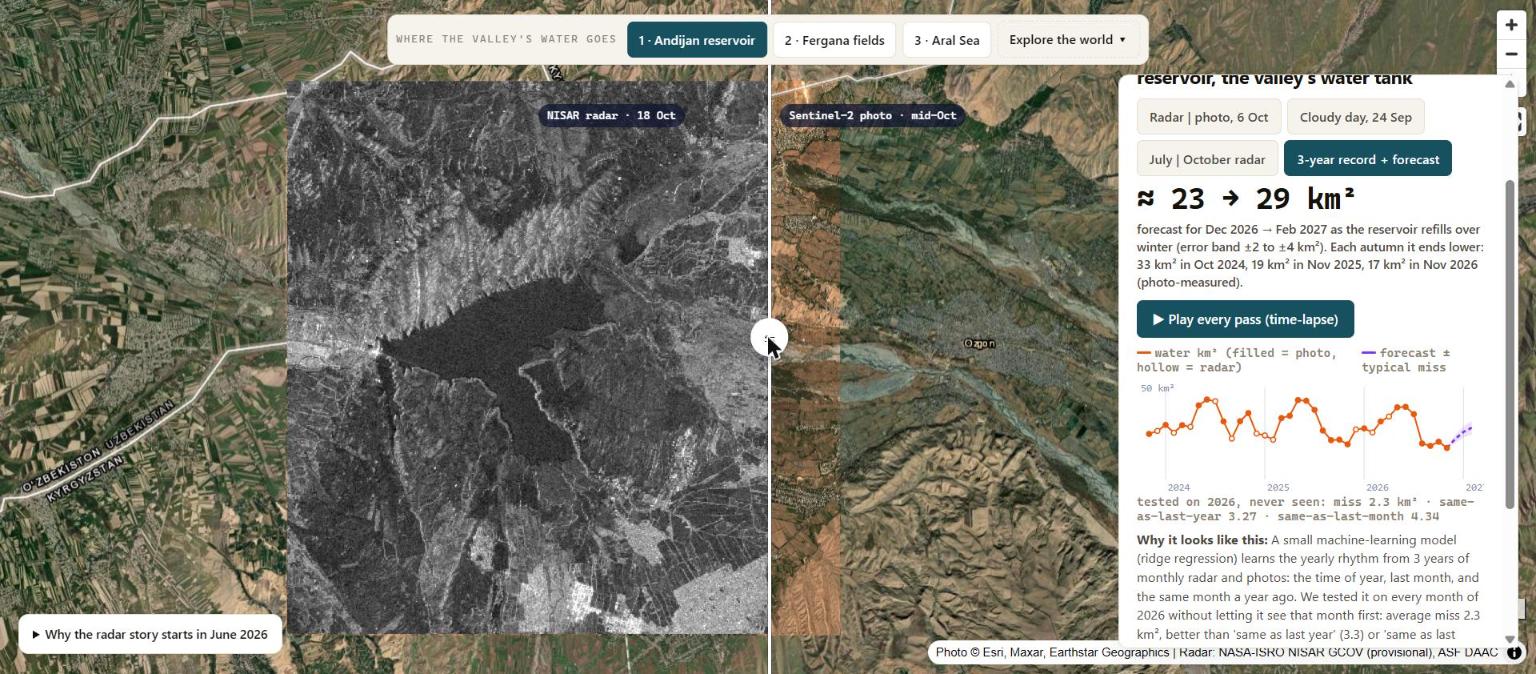 WHERE THE VALLEY'S WATER GOES
1 · Andijan reservoir
2 · Fergana fields
3 · Aral Sea
Explore the world ▾
NISAR radar · 18 Oct
Sentinel-2 photo · mid-Oct
O'ZBEKISTON UZBEKISTAN
KYRGYZSTAN
Ozgon
▶ Why the radar story starts in June 2026
reservoir, the valley's water tank
Radar | photo, 6 Oct
Cloudy day, 24 Sep
July | October radar
3-year record + forecast
≈ 23 → 29 km²
forecast for Dec 2026 → Feb 2027 as the reservoir refills over
winter (error band ±2 to ±4 km²). Each autumn it ends lower:
33 km² in Oct 2024, 19 km² in Nov 2025, 17 km² in Nov 2026
(photo-measured).
▶ Play every pass (time-lapse)
water km² (filled = photo,
hollow = radar)
forecast ±
typical miss
50 km²
2024
2025
2026
202
tested on 2026, never seen: miss 2.3 km² · same-
as-last-year 3.27 · same-as-last-month 4.34
Why it looks like this: A small machine-learning model
(ridge regression) learns the yearly rhythm from 3 years of
monthly radar and photos: the time of year, last month, and
the same month a year ago. We tested it on every month of
2026 without letting it see that month first: average miss 2.3
km², better than 'same as last year' (3.3) or 'same as last
Photo © Esri, Maxar, Earthstar Geographics | Radar: NASA-ISRO NISAR GCOV (provisional), ASF DAAC